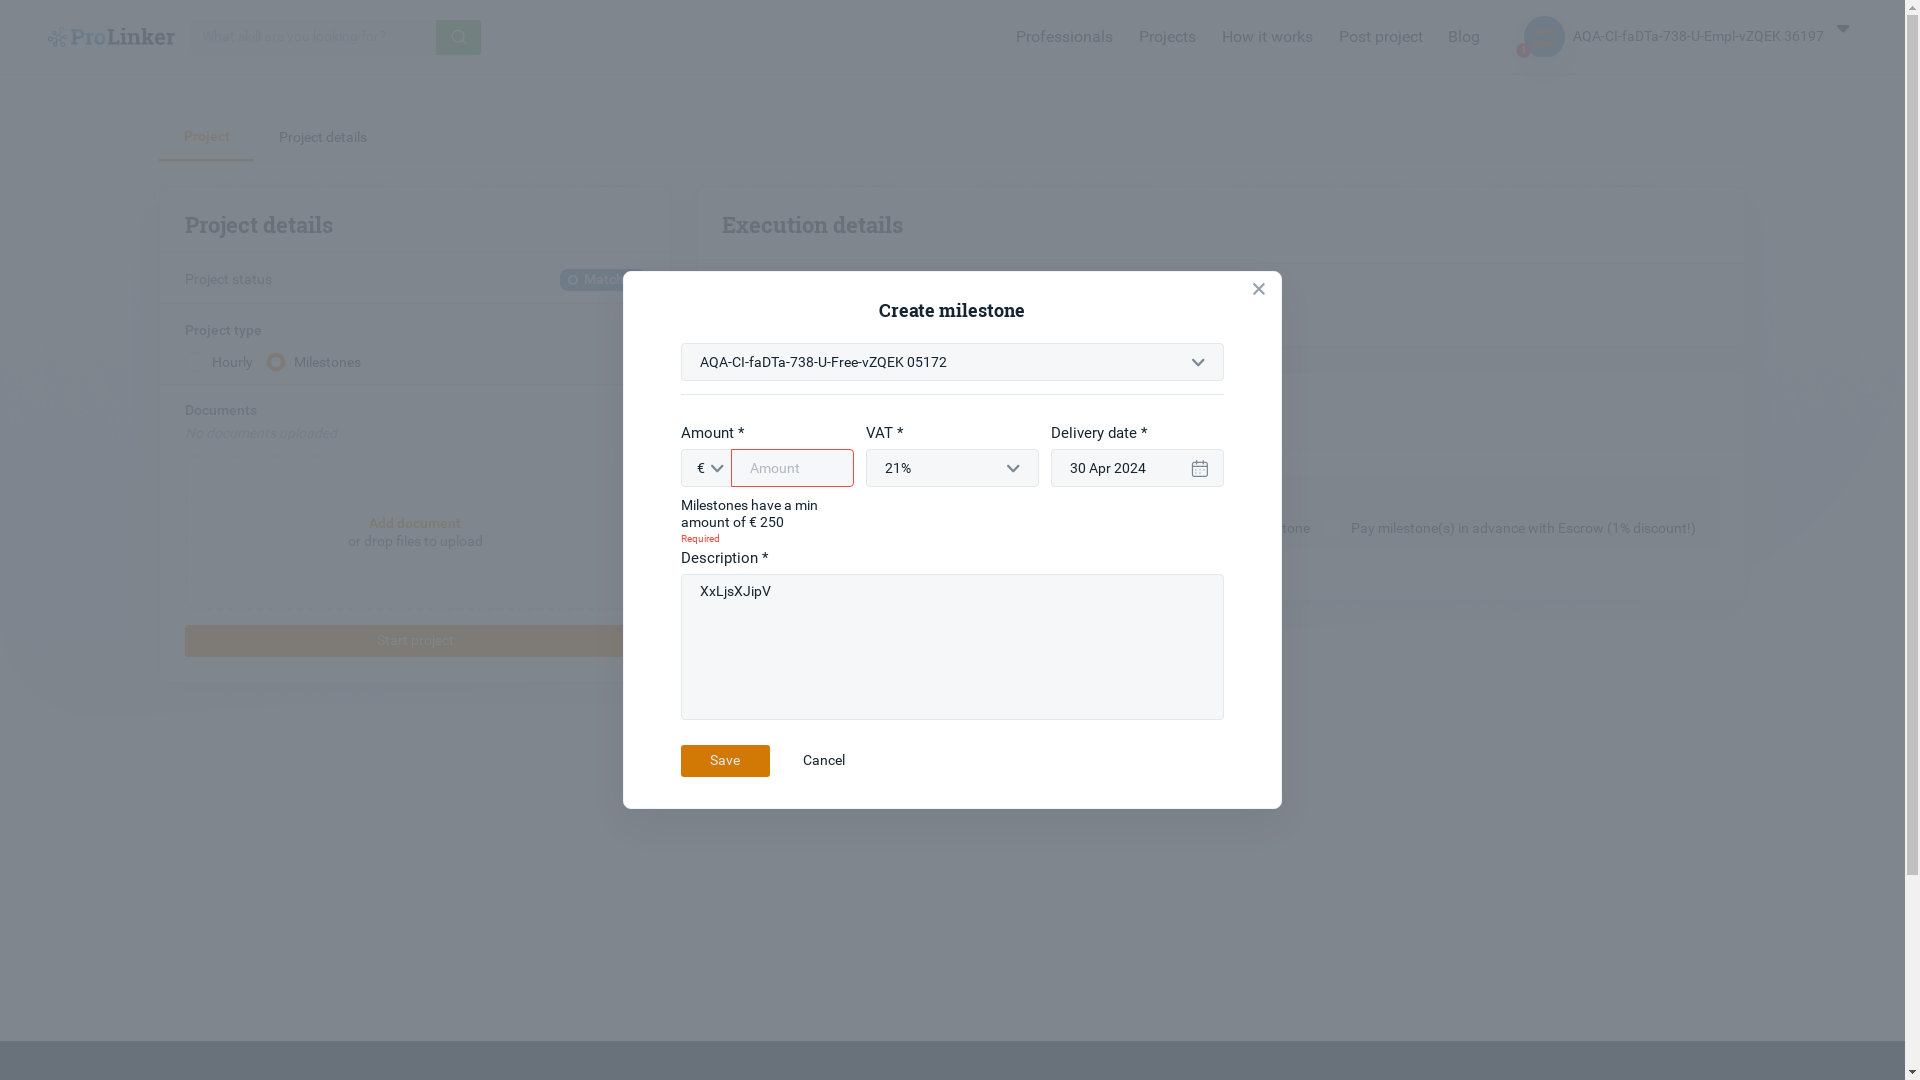 ProLinker
What skill are you looking for?
Professionals
Projects
How it works
Post project
Blog
1
AQA-CI-faDTa-738-U-Empl-vZQEK 36197
Project
Project details
Project details
Execution details
Project status
Project type
Hourly
Milestones
Documents
No documents uploaded
Add document
or drop files to upload
Start project
Pay milestone(s) in advance with Escrow (1% discount!)
Create milestone
AQA-CI-faDTa-738-U-Free-vZQEK 05172
Amount *
VAT *
Delivery date *
€
Amount
21%
30 Apr 2024
Milestones have a min
amount of € 250
Required
Description *
XxLjsXJipV
Save
Cancel